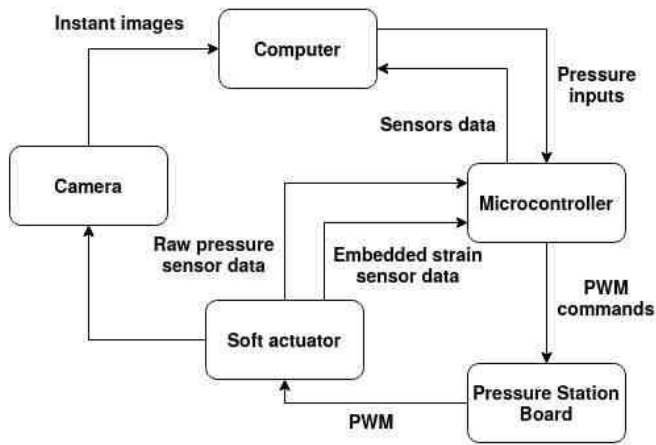 Instant images
Computer
Pressure
inputs
Sensors data
Camera
Microcontroller
Raw pressure
sensor data
Embedded strain
sensor data
PWM
commands
Soft actuator
Pressure Station
Board
PWM